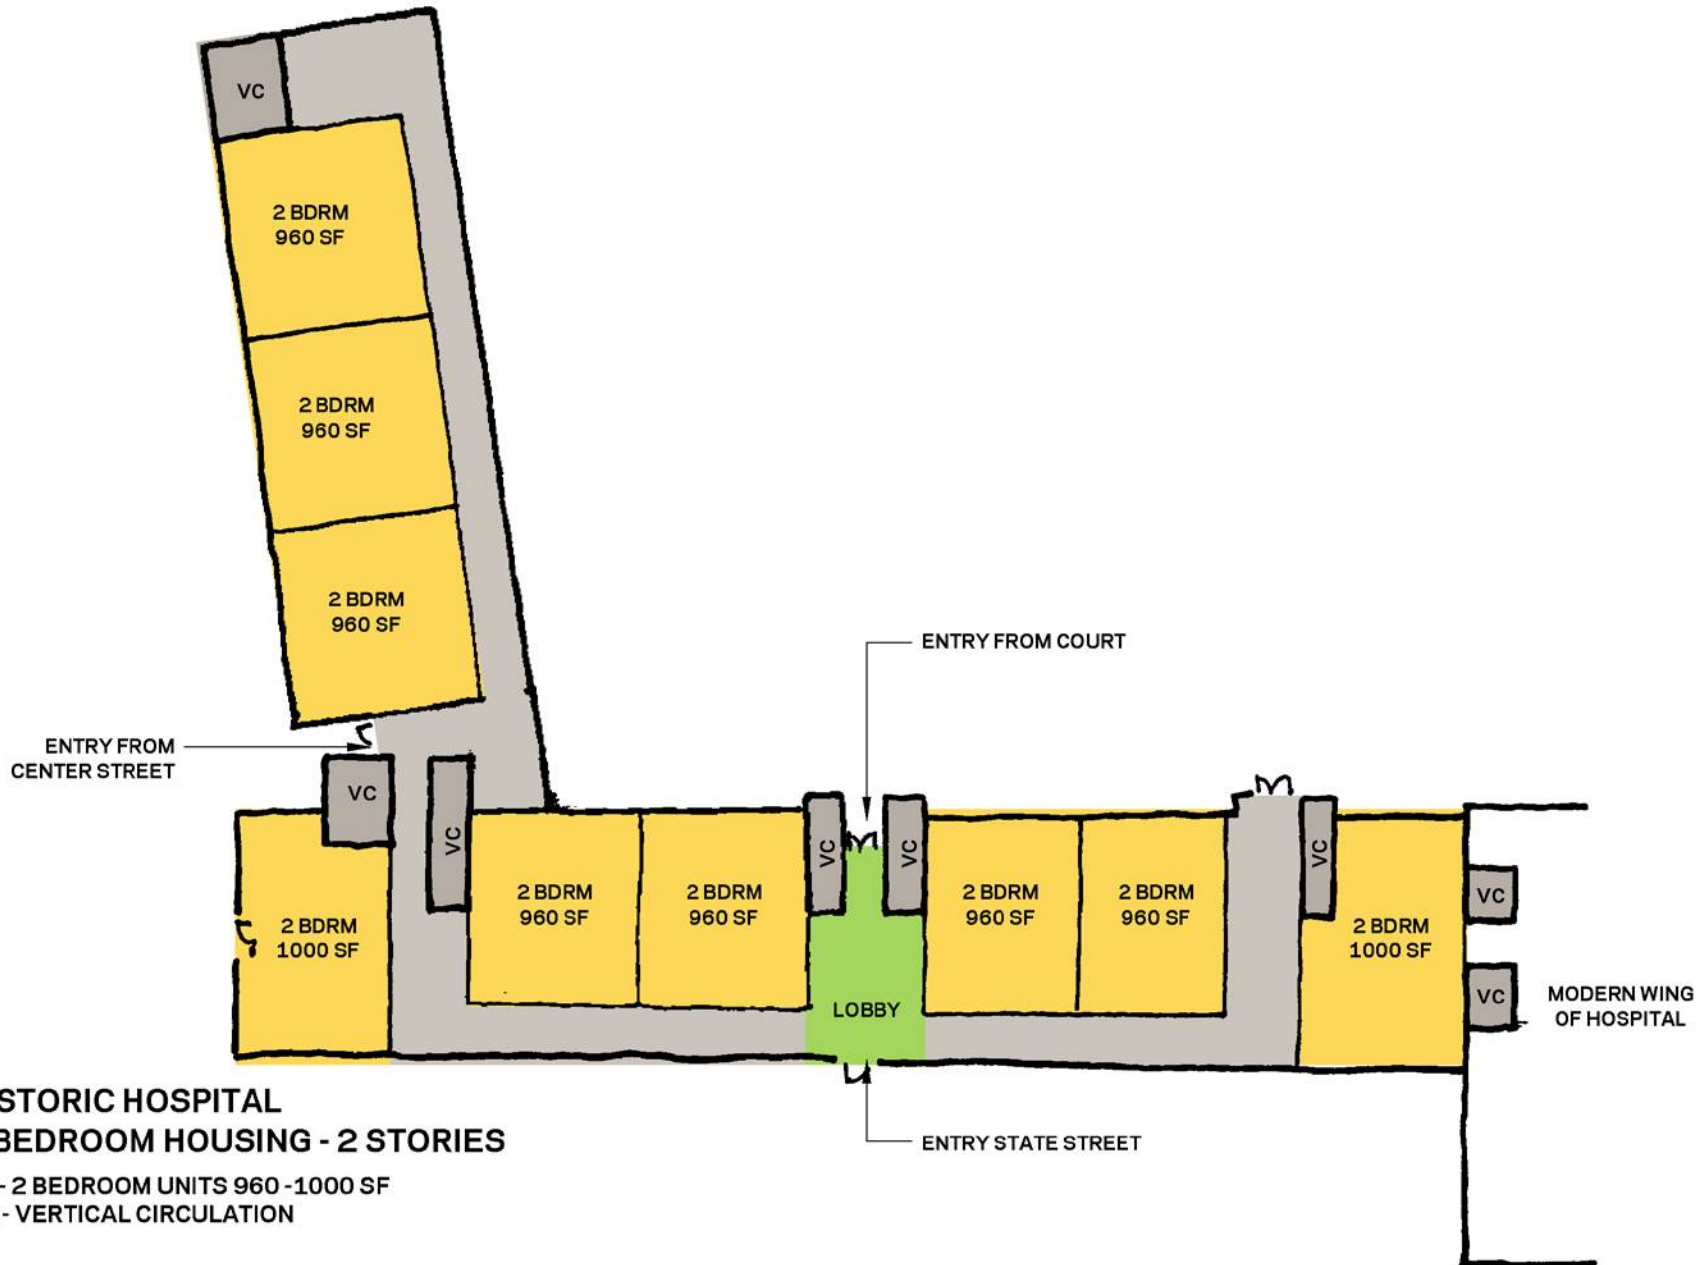 VC
2 BDRM
960 SF
2 BDRM
960 SF
2 BDRM
960 SF
ENTRY FROM COURT
ENTRY FROM
CENTER STREET
VC
VC
VC
VC
VC
VC
VC
2 BDRM
960 SF
2 BDRM
960 SF
2 BDRM
960 SF
2 BDRM
960 SF
2 BDRM
1000 SF
2 BDRM
1000 SF
LOBBY
MODERN WING
OF HOSPITAL
STORIC HOSPITAL
BEDROOM HOUSING - 2 STORIES
ENTRY STATE STREET
- 2 BEDROOM UNITS 960 -1000 SF
- VERTICAL CIRCULATION